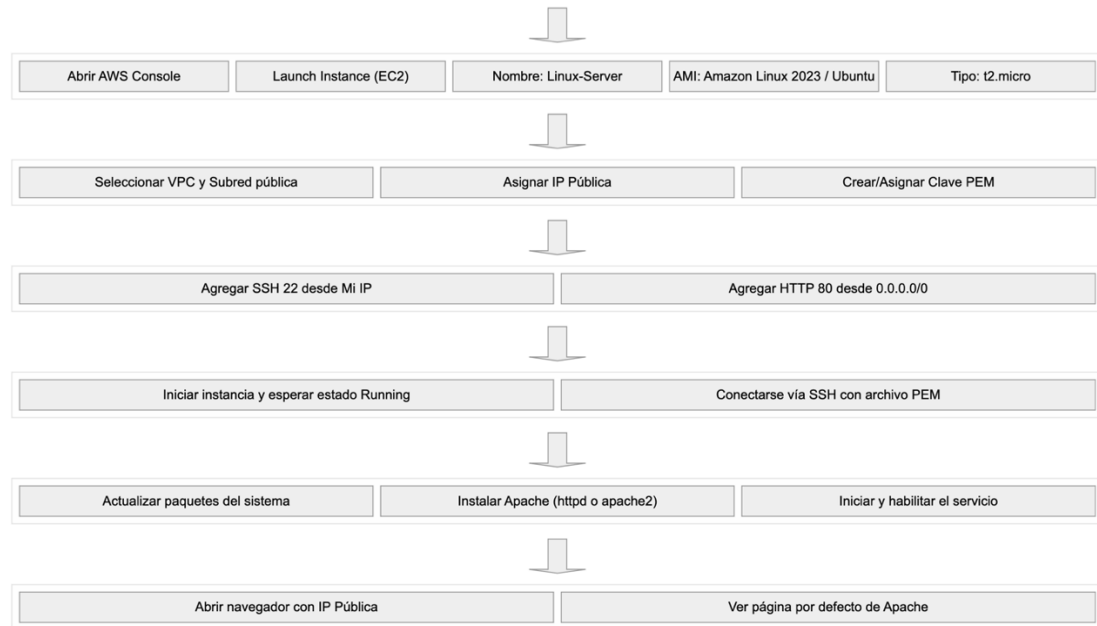 Abrir AWS Console
Launch Instance (EC2)
Nombre: Linux-Server
AMI: Amazon Linux 2023 / Ubuntu
Tipo: t2.micro
Seleccionar VPC y Subred pública
Asignar IP Pública
Crear/Asignar Clave PEM
Agregar SSH 22 desde Mi IP
Agregar HTTP 80 desde 0.0.0.0/0
Iniciar instancia y esperar estado Running
Conectarse vía SSH con archivo PEM
Actualizar paquetes del sistema
Instalar Apache (httpd o apache2)
Iniciar y habilitar el servicio
Abrir navegador con IP Pública
Ver página por defecto de Apache